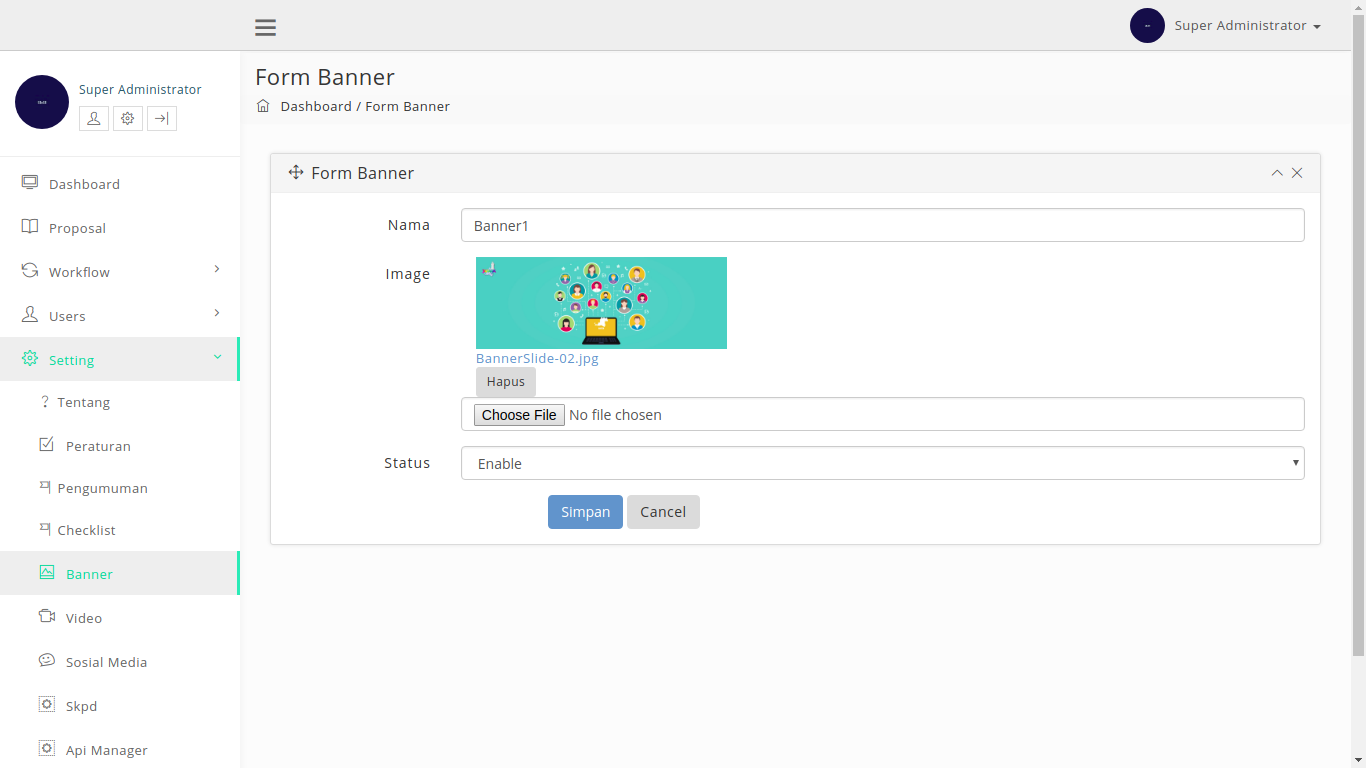 Super Administrator
Super Administrator
Form Banner
Dashboard / Form Banner
Dashboard
Proposal
Workflow
Users
Setting
? Tentang
Peraturan
Pengumuman
Checklist
Banner
Video
Sosial Media
Skpd
Api Manager
Form Banner
Nama
Banner1
Image
BannerSlide-02.jpg
Hapus
Choose File No file chosen
Status
Enable
Simpan Cancel